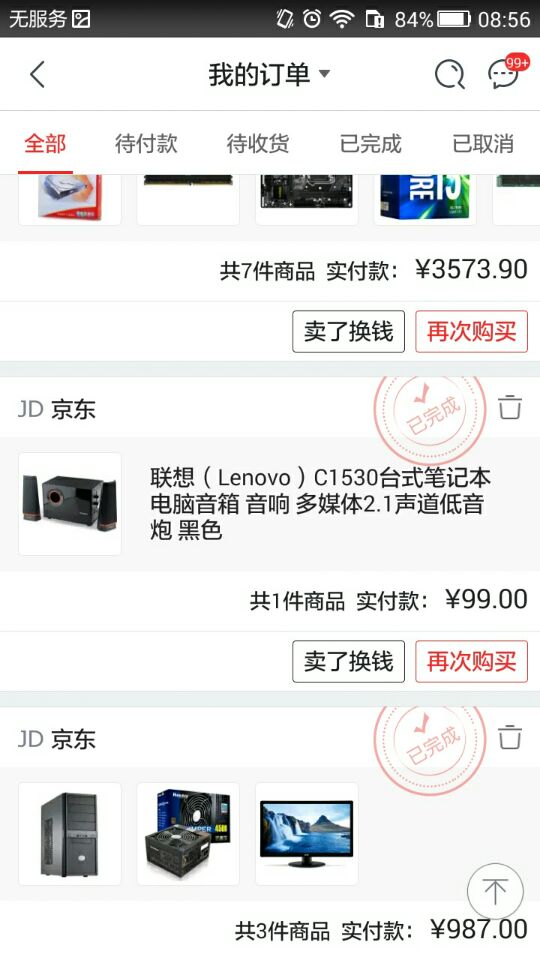 无服务 84% 08:56
我的订单
99+
全部 待付款 待收货 已完成 已取消
共7件商品 实付款： ¥3573.90
卖了换钱 再次购买
JD 京东
已完成
联想（Lenovo）C1530台式笔记本
电脑音箱 音响 多媒体2.1声道低音
炮 黑色
共1件商品 实付款： ¥99.00
卖了换钱 再次购买
JD 京东
已完成
共3件商品 实付款： ¥987.00